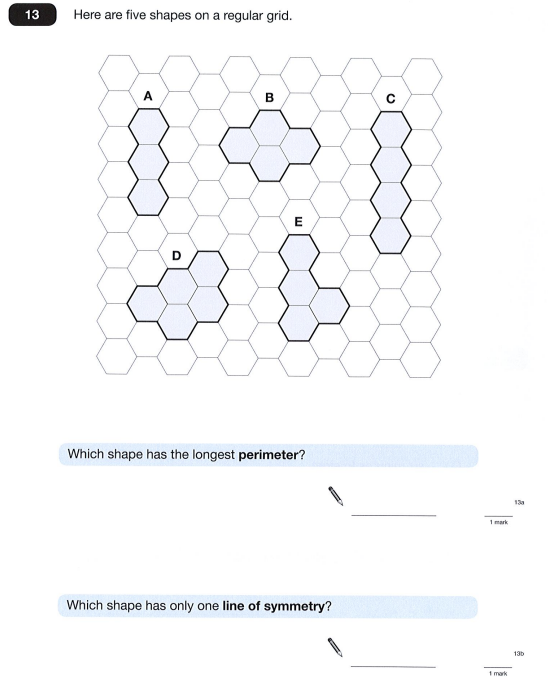 13 Here are five shapes on a regular grid.
A
B
C
D
E
Which shape has the longest perimeter?
13a
1 mark
Which shape has only one line of symmetry?
13b
1 mark